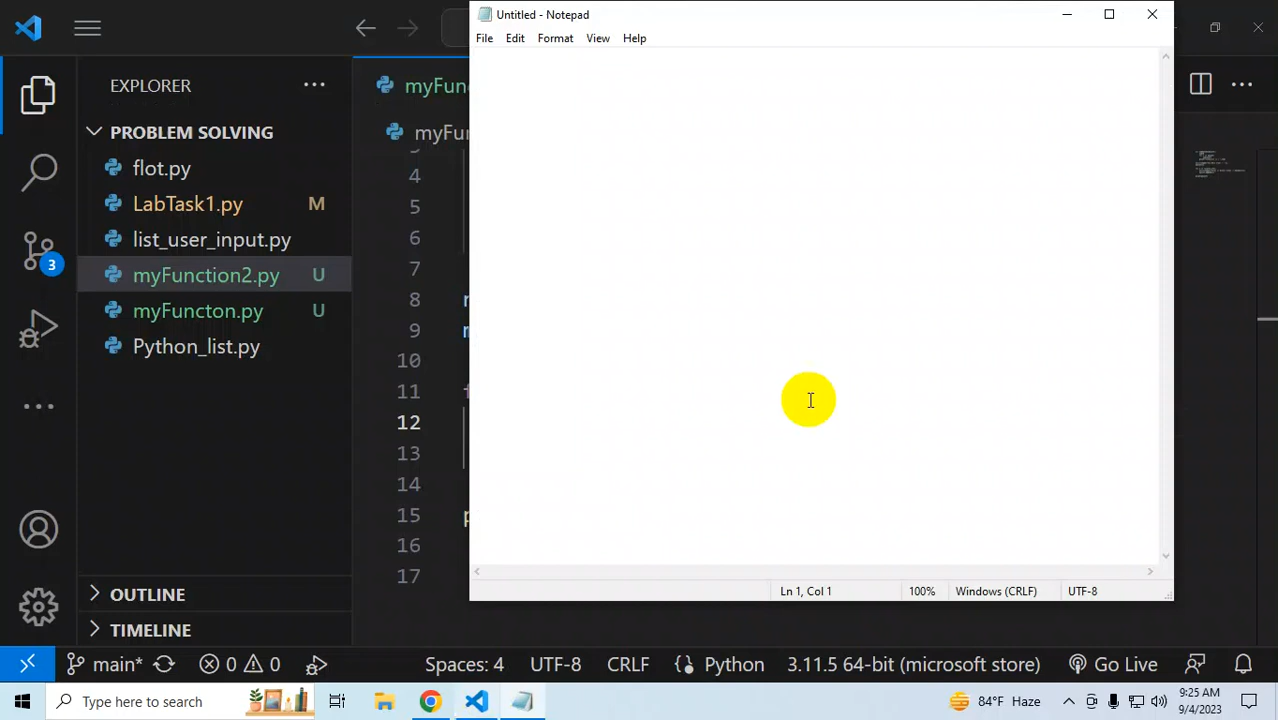 Untitled - Notepad
File Edit Format View Help
EXPLORER
PROBLEM SOLVING
flot.py
LabTask1.py M
list_user_input.py
myFunction2.py U
myFuncton.py U
Python_list.py
OUTLINE
TIMELINE
3
myFun
myFun
4
5
6
7
8
9
10
11
12
13
14
15
16
17
Ln 1, Col 1 100% Windows (CRLF) UTF-8
main* 0 0 Spaces: 4 UTF-8 CRLF Python 3.11.5 64-bit (microsoft store) Go Live
Type here to search
84°F Haze
9:25 AM
9/4/2023